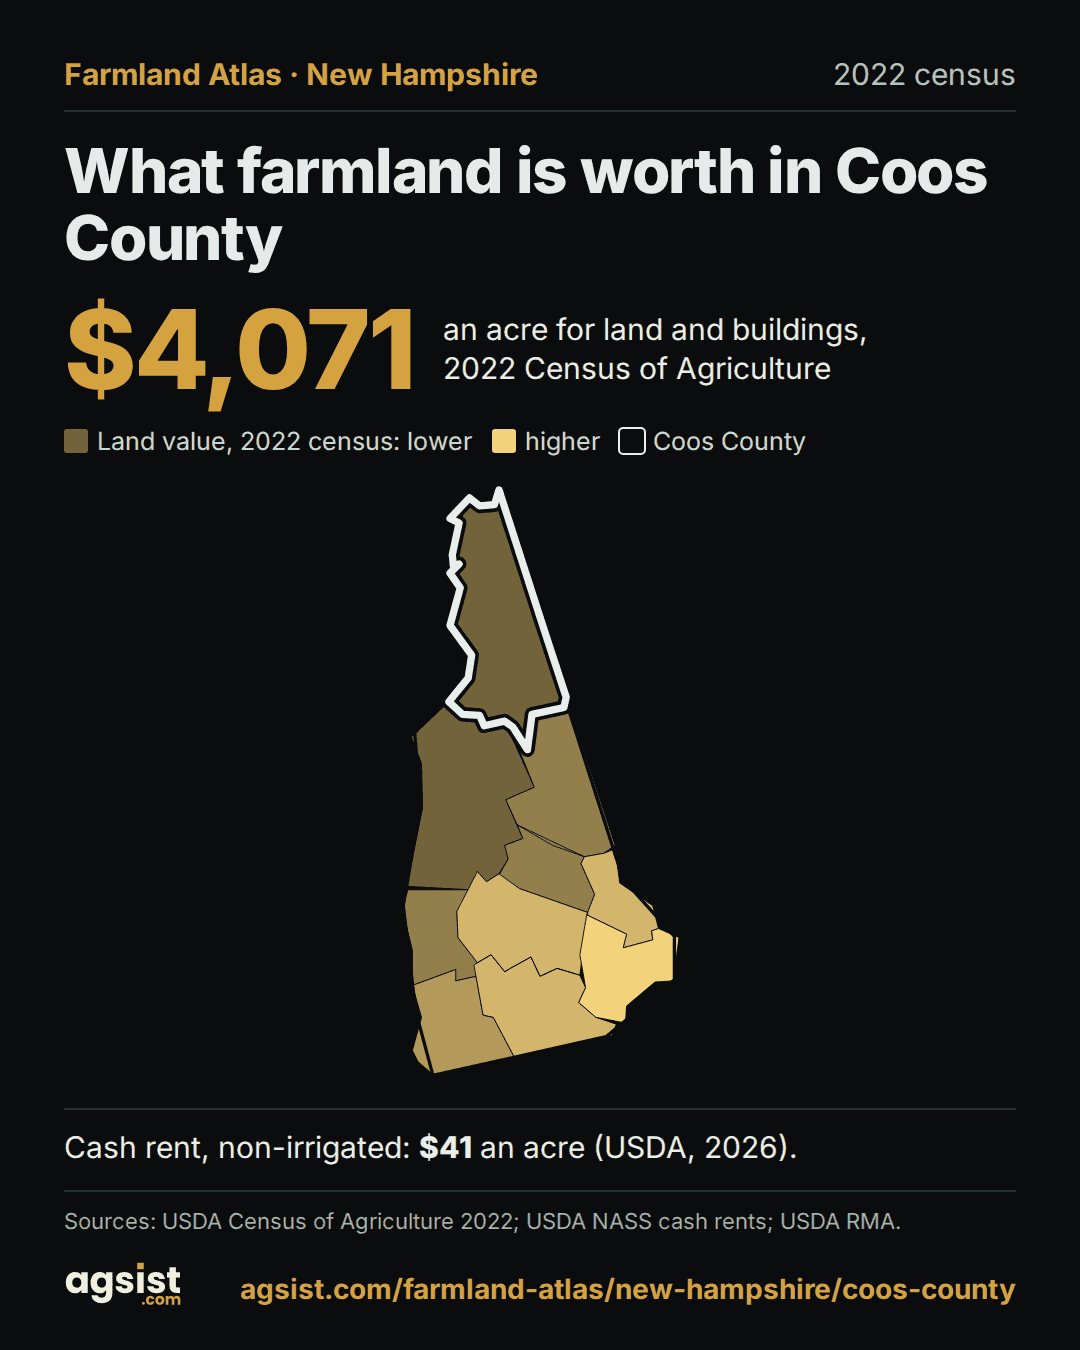 Farmland Atlas · New Hampshire
2022 census
What farmland is worth in Coos
County
$4,071
an acre for land and buildings,
2022 Census of Agriculture
Land value, 2022 census: lower
higher
Coos County
Cash rent, non-irrigated: $41 an acre (USDA, 2026).
Sources: USDA Census of Agriculture 2022; USDA NASS cash rents; USDA RMA.
agsist
.com
agsist.com/farmland-atlas/new-hampshire/coos-county